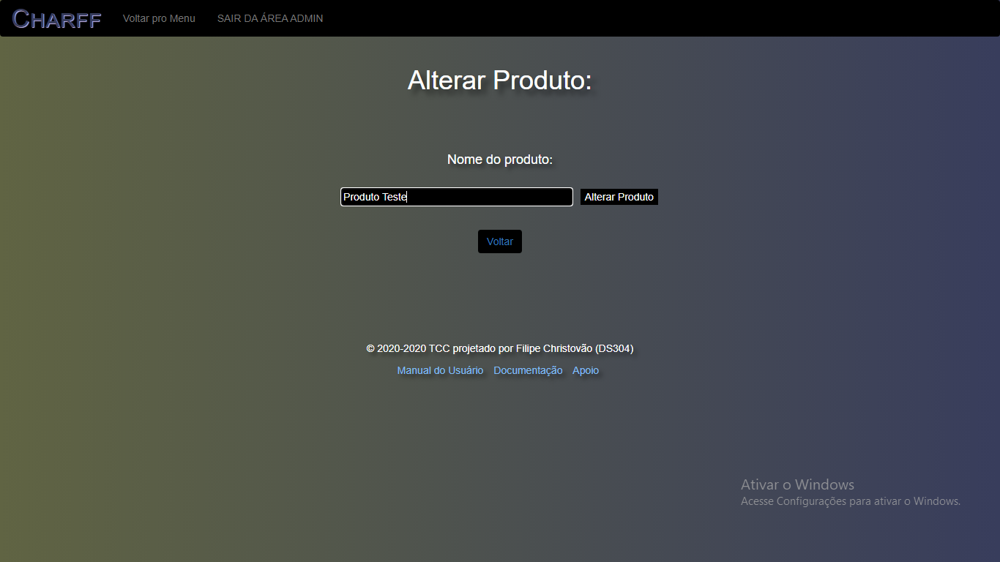 CHARFF Voltar pro Menu SAIR DA ÁREA ADMIN
Alterar Produto:
Nome do produto:
Produto Teste Alterar Produto
Voltar
© 2020-2020 TCC projetado por Filipe Christovão (DS304)
Manual do Usuário Documentação Apoio
Ativar o Windows
Acesse Configurações para ativar o Windows.